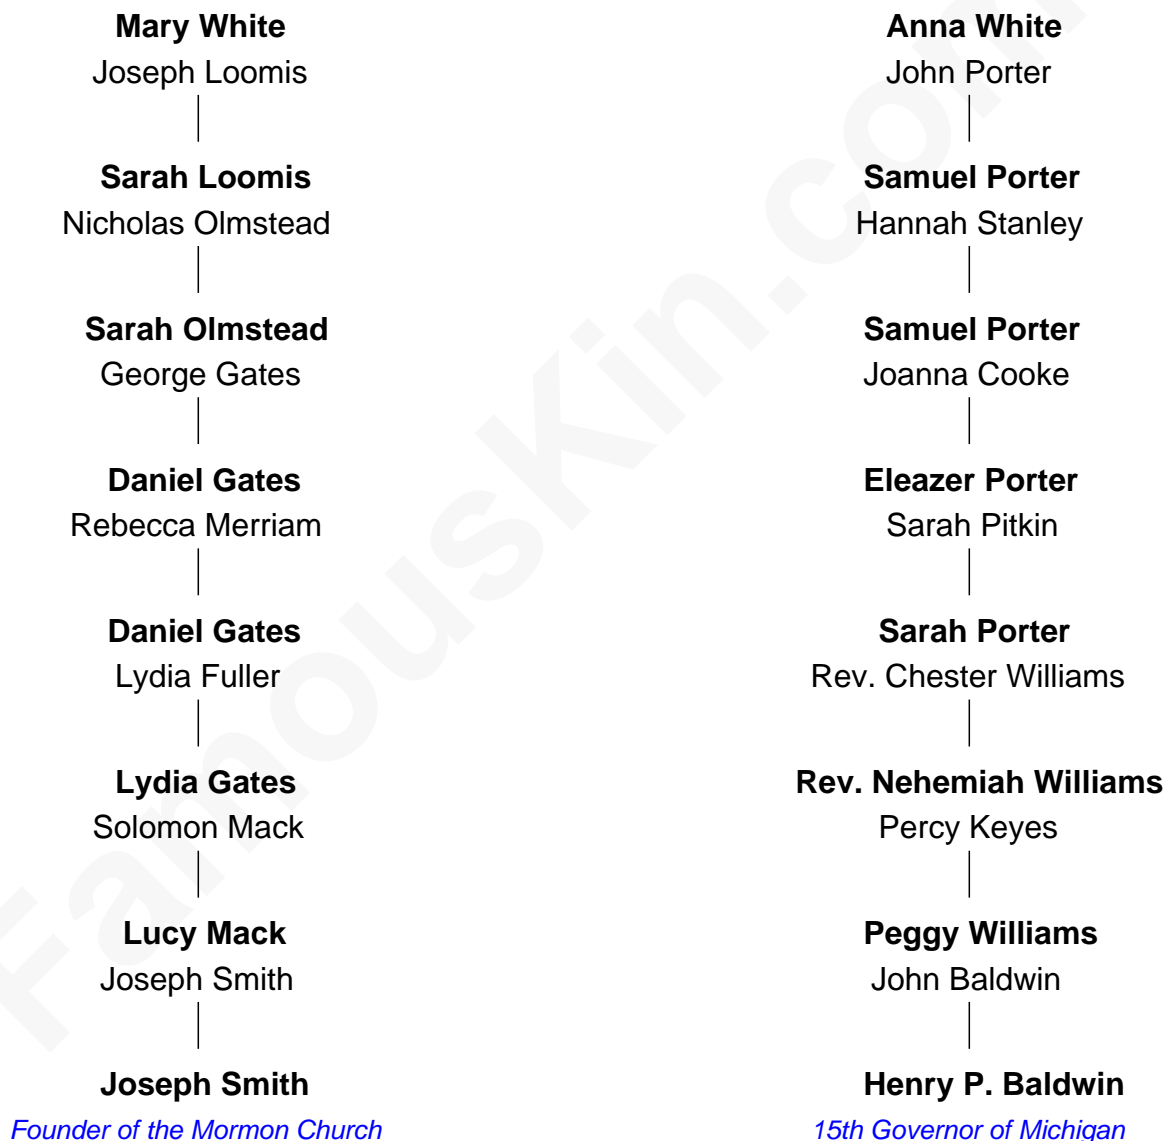 Mary White
Joseph Loomis
Sarah Loomis
Nicholas Olmstead
Sarah Olmstead
George Gates
Daniel Gates
Rebecca Merriam
Daniel Gates
Lydia Fuller
Lydia Gates
Solomon Mack
Lucy Mack
Joseph Smith
Joseph Smith
Founder of the Mormon Church
Anna White
John Porter
Samuel Porter
Hannah Stanley
Samuel Porter
Joanna Cooke
Eleazer Porter
Sarah Pitkin
Sarah Porter
Rev. Chester Williams
Rev. Nehemiah Williams
Percy Keyes
Peggy Williams
John Baldwin
Henry P. Baldwin
15th Governor of Michigan
FamousKin.com